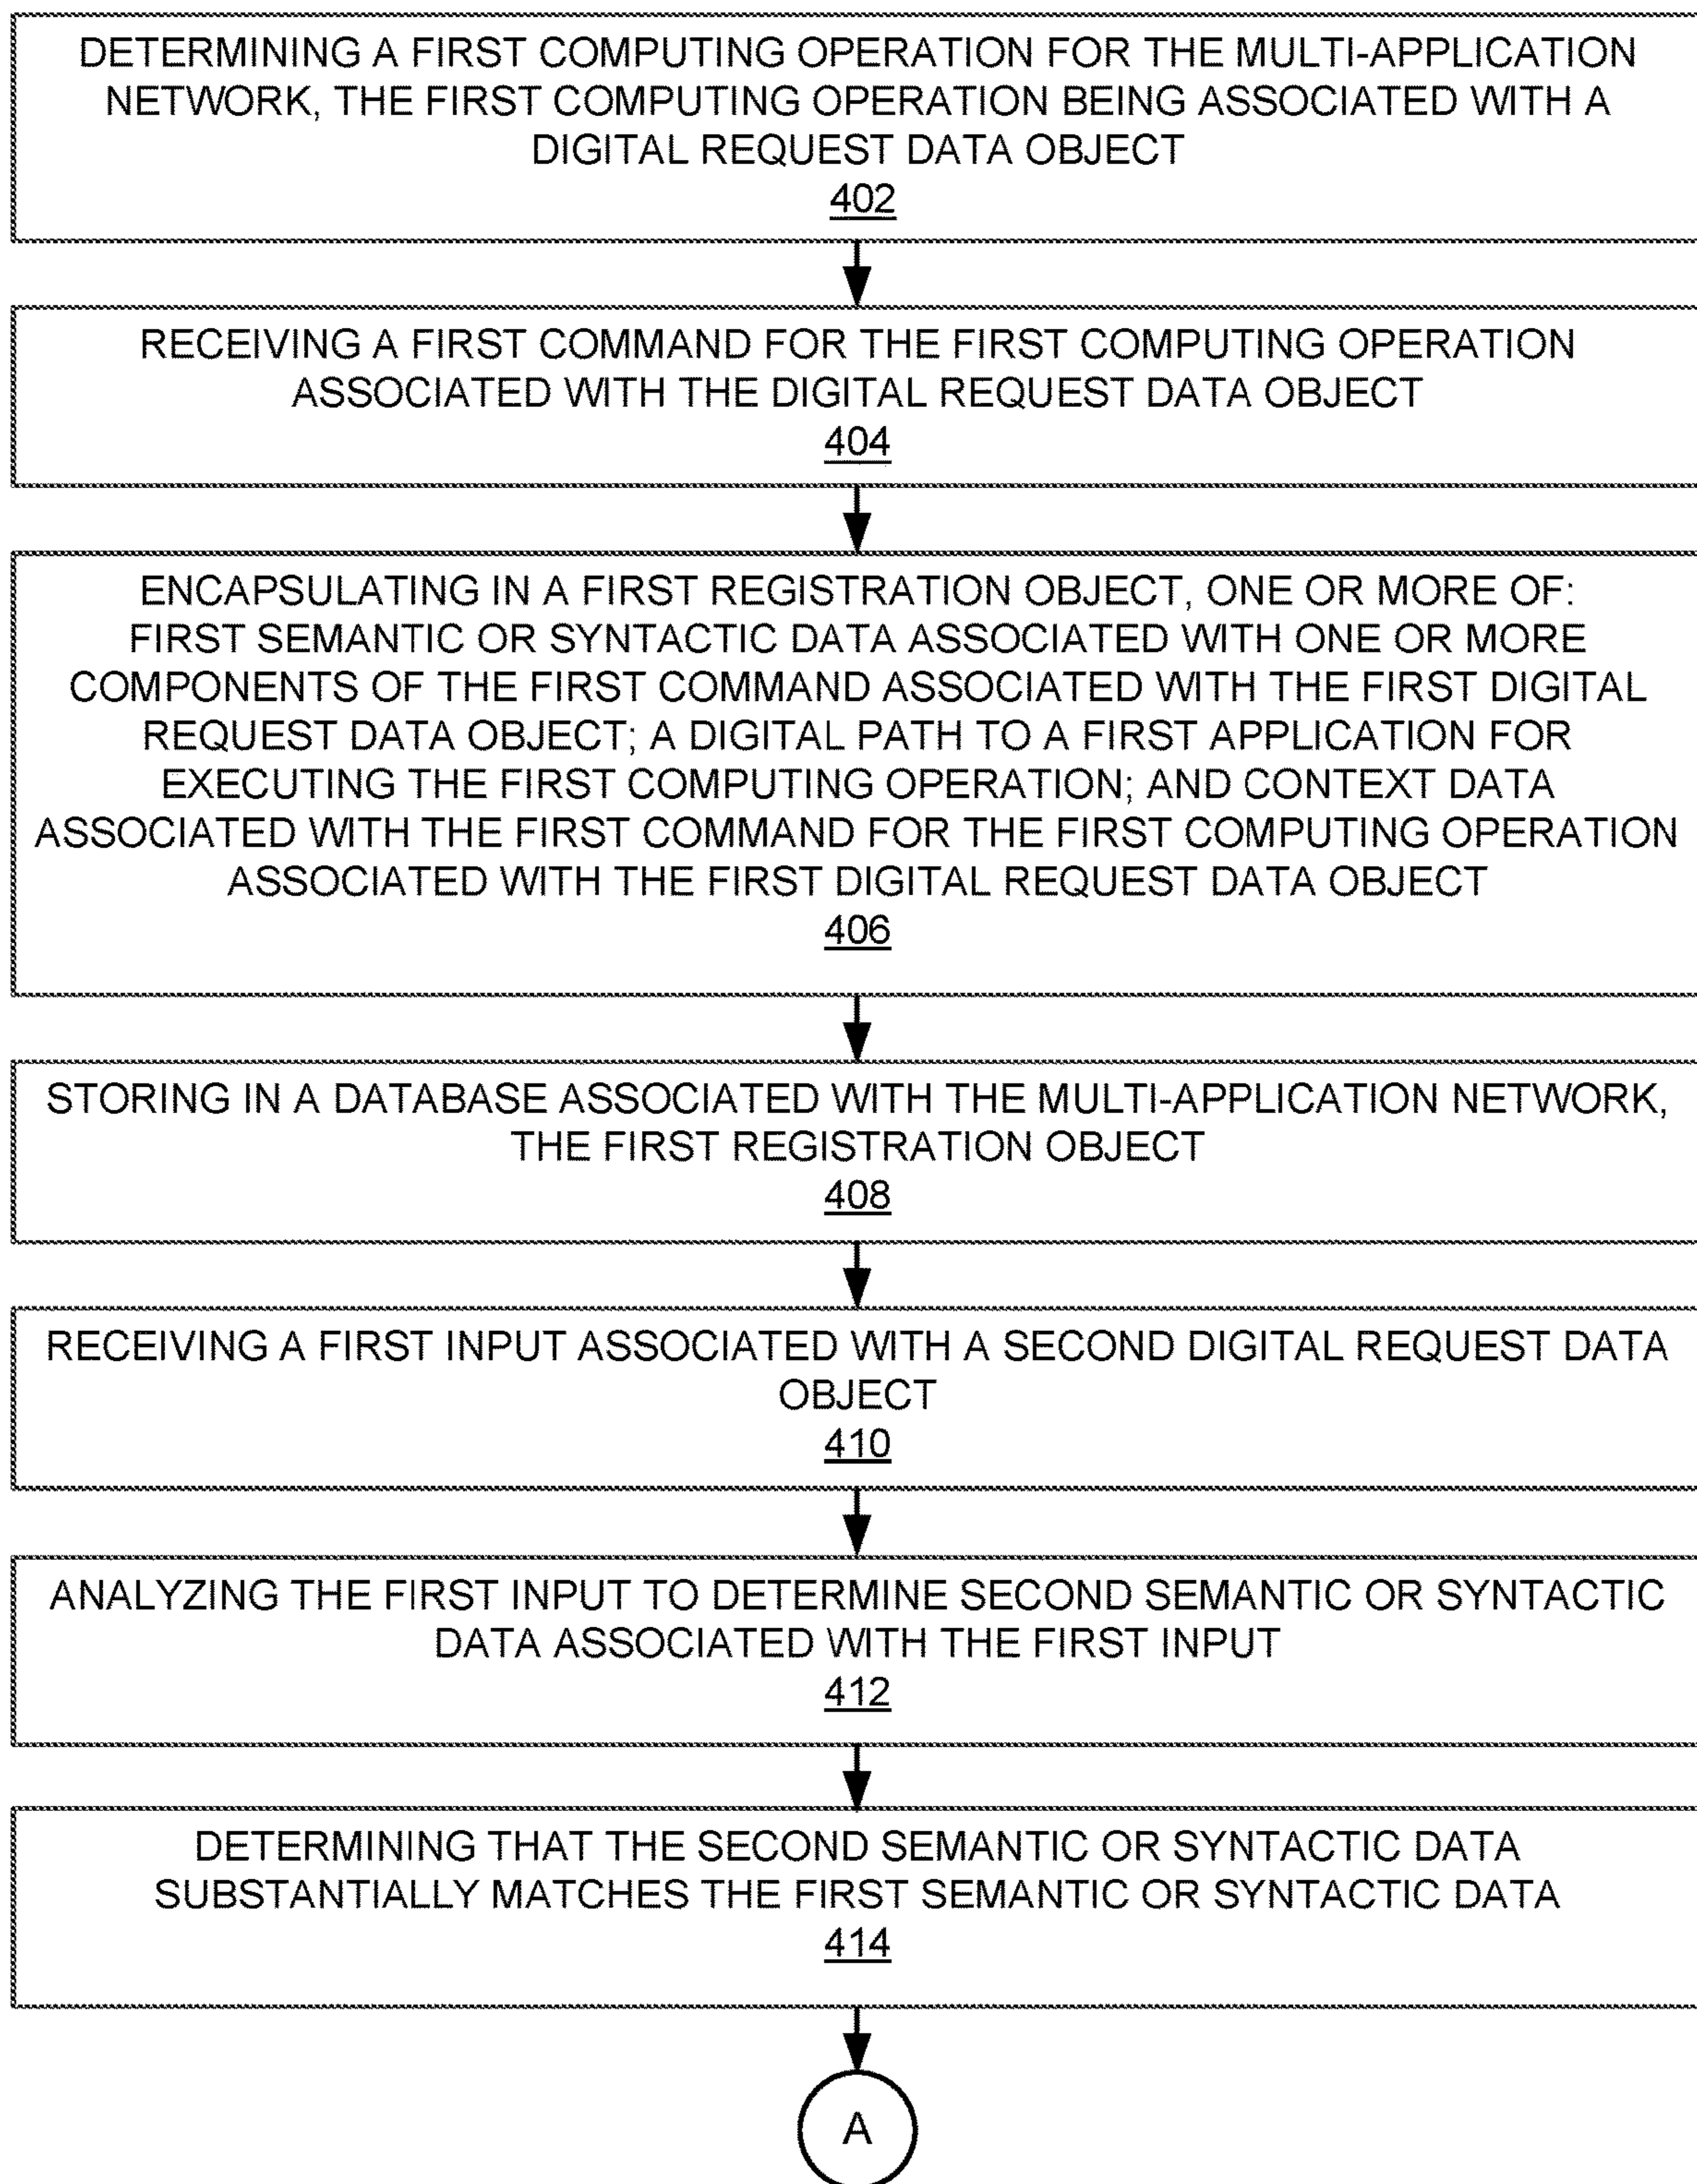 DETERMINING A FIRST COMPUTING OPERATION FOR THE MULTI-APPLICATION
NETWORK, THE FIRST COMPUTING OPERATION BEING ASSOCIATED WITH A
DIGITAL REQUEST DATA OBJECT
402
RECEIVING A FIRST COMMAND FOR THE FIRST COMPUTING OPERATION
ASSOCIATED WITH THE DIGITAL REQUEST DATA OBJECT
404
ENCAPSULATING IN A FIRST REGISTRATION OBJECT, ONE OR MORE OF:
FIRST SEMANTIC OR SYNTACTIC DATA ASSOCIATED WITH ONE OR MORE
COMPONENTS OF THE FIRST COMMAND ASSOCIATED WITH THE FIRST DIGITAL
REQUEST DATA OBJECT; A DIGITAL PATH TO A FIRST APPLICATION FOR
EXECUTING THE FIRST COMPUTING OPERATION; AND CONTEXT DATA
ASSOCIATED WITH THE FIRST COMMAND FOR THE FIRST COMPUTING OPERATION
ASSOCIATED WITH THE FIRST DIGITAL REQUEST DATA OBJECT
406
STORING IN A DATABASE ASSOCIATED WITH THE MULTI-APPLICATION NETWORK,
THE FIRST REGISTRATION OBJECT
408
RECEIVING A FIRST INPUT ASSOCIATED WITH A SECOND DIGITAL REQUEST DATA
OBJECT
410
ANALYZING THE FIRST INPUT TO DETERMINE SECOND SEMANTIC OR SYNTACTIC
DATA ASSOCIATED WITH THE FIRST INPUT
412
DETERMINING THAT THE SECOND SEMANTIC OR SYNTACTIC DATA
SUBSTANTIALLY MATCHES THE FIRST SEMANTIC OR SYNTACTIC DATA
414
A